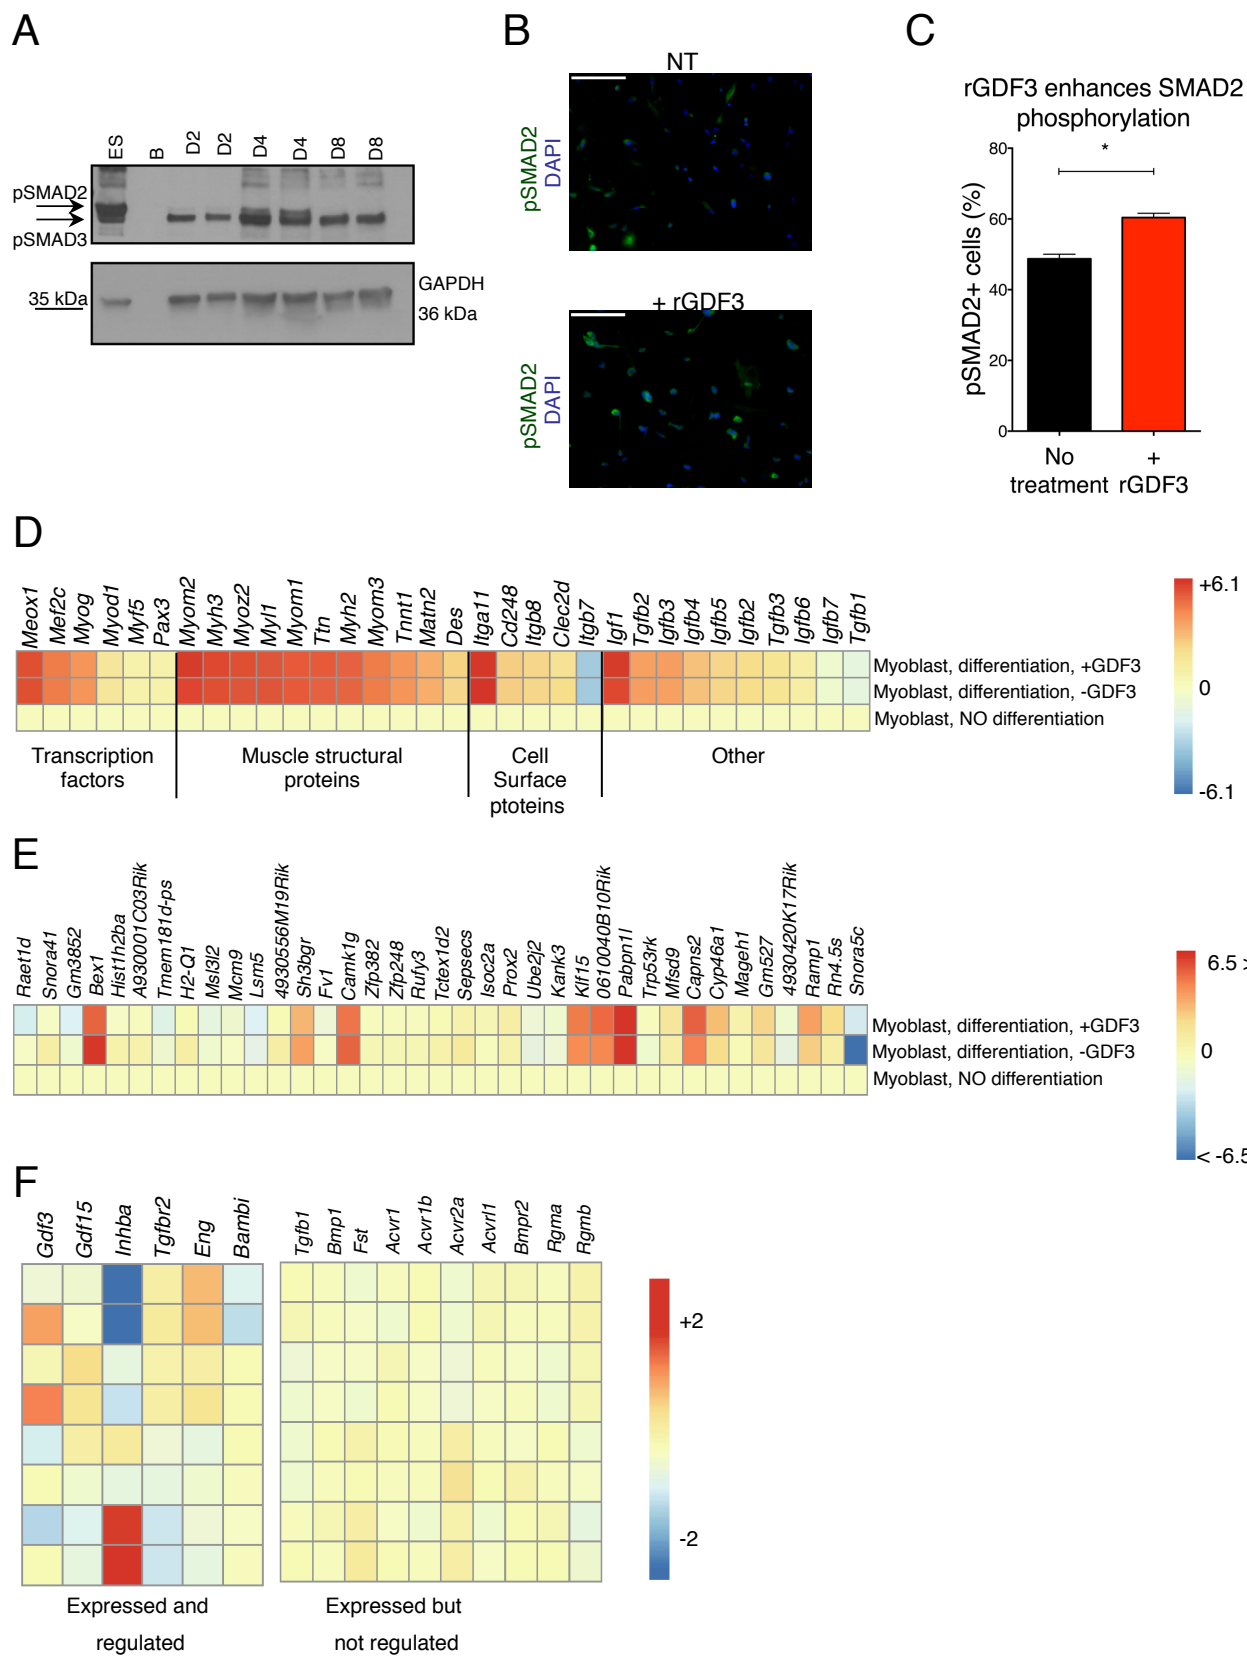 A
ES
B
D2
D2
D4
D4
D8
D8
pSMAD2
pSMAD3
35 kDa
GAPDH
36 kDa
B
NT
pSMAD2
DAPI
+ rGDF3
pSMAD2
DAPI
C
rGDF3 enhances SMAD2
phosphorylation
*
pSMAD2+ cells (%)
80
60
40
20
0
No
treatment
+
rGDF3
D
Meox1
Mef2c
Myog
Myod1
Myf5
Pax3
Myom2
Myh3
Myoz2
Myl1
Myom1
Ttn
Myh2
Myom3
Tnnt1
Matn2
Des
Itga11
Cd248
Itgb8
Clec2d
Itgb7
Igf1
Tgfb2
Igfb3
Igfb4
Igfb5
Igfb2
Tgfb3
Igfb6
Igfb7
Tgfb1
Myoblast, differentiation, +GDF3
Myoblast, differentiation, -GDF3
Myoblast, NO differentiation
Transcription
factors
Muscle structural
proteins
Cell
Surface
ptoteins
Other
+6.1
0
-6.1
E
Raet1d
Snora41
Gm3852
Bex1
Hist1h2ba
A930001C03Rik
Tmem181d-ps
H2-Q1
Msl3l2
Mcm9
Lsm5
4930556M19Rik
Sh3bgr
Fv1
Camk1g
Zfp382
Zfp248
Rufy3
Tctex1d2
Sepsecs
Isoc2a
Prox2
Ube2j2
Kank3
Klf15
0610040B10Rik
Pabpn1l
Trp53rk
Mfsd9
Capns2
Cyp46a1
Mageh1
Gm527
4930420K17Rik
Ramp1
Rn4.5s
Snora5c
Myoblast, differentiation, +GDF3
Myoblast, differentiation, -GDF3
Myoblast, NO differentiation
6.5 >
0
< -6.5
F
Gdf3
Gdf15
Inhba
Tgfbr2
Eng
Bambi
Tgfb1
Bmp1
Fst
Acvr1
Acvr1b
Acvr2a
Acvrl1
Bmpr2
Rgma
Rgmb
+2
-2
Expressed and
regulated
Expressed but
not regulated